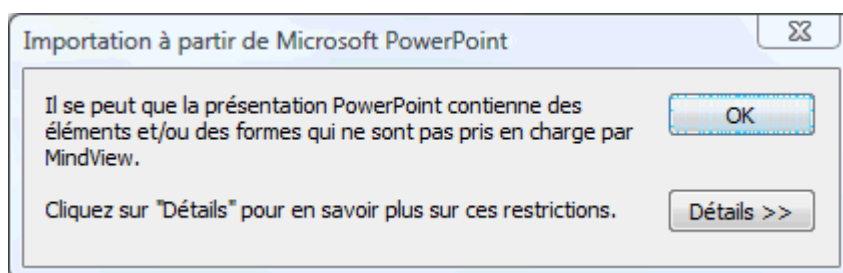 Importation à partir de Microsoft PowerPoint
Il se peut que la présentation PowerPoint contienne des
éléments et/ou des formes qui ne sont pas pris en charge par
MindView.
OK
Cliquez sur "Détails" pour en savoir plus sur ces restrictions.
Détails >>